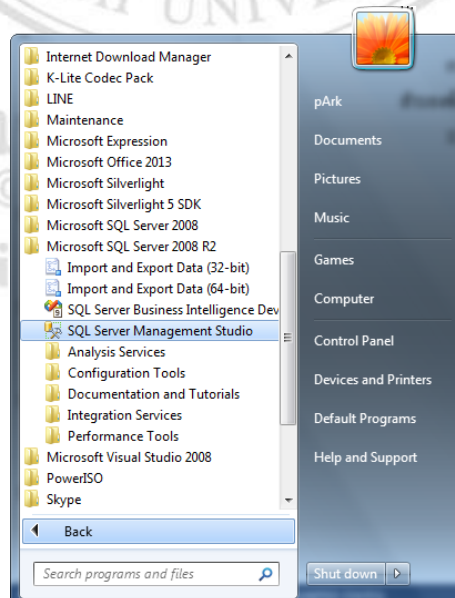 UNIV
Internet Download Manager
K-Lite Codec Pack
LINE
Maintenance
Microsoft Expression
Microsoft Office 2013
Microsoft Silverlight
Microsoft Silverlight 5 SDK
Microsoft SQL Server 2008
Microsoft SQL Server 2008 R2
Import and Export Data (32-bit)
Import and Export Data (64-bit)
SQL Server Business Intelligence Dev
SQL Server Management Studio
Analysis Services
Configuration Tools
Documentation and Tutorials
Integration Services
Performance Tools
Microsoft Visual Studio 2008
PowerISO
Skype
Back
Search programs and files
pArk
Documents
Pictures
Music
Games
Computer
Control Panel
Devices and Printers
Default Programs
Help and Support
Shut down